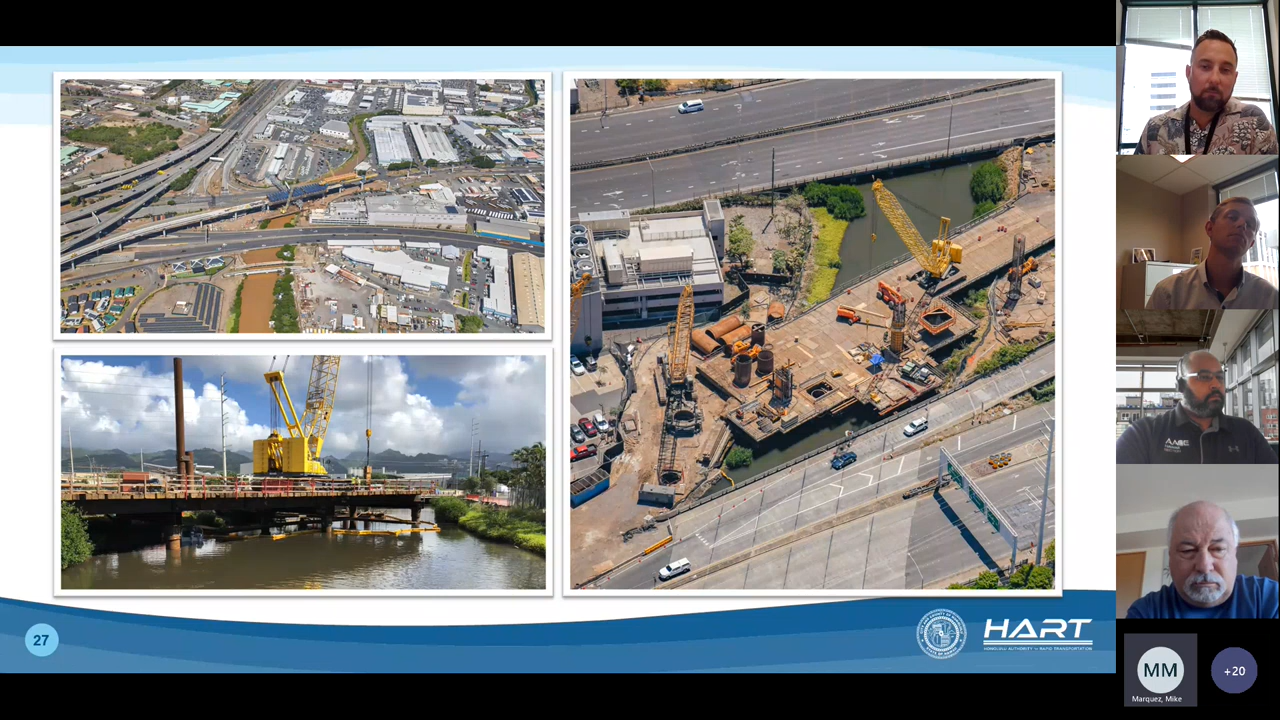 27
HART
HONOLULU AUTHORITY for RAPID TRANSPORTATION
MM
Marquez, Mike
+20